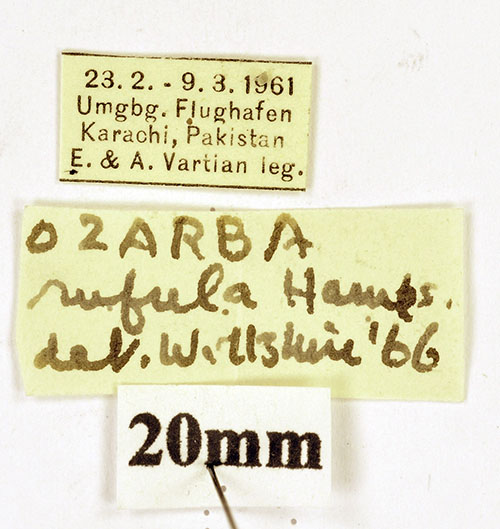 23. 2. - 9. 3. 1961
Umgbg. Flughafen
Karachi, Pakistan
E. & A. Vartian leg.
OZARBA
rufula Hamps.
det. Wiltshire '66
20mm